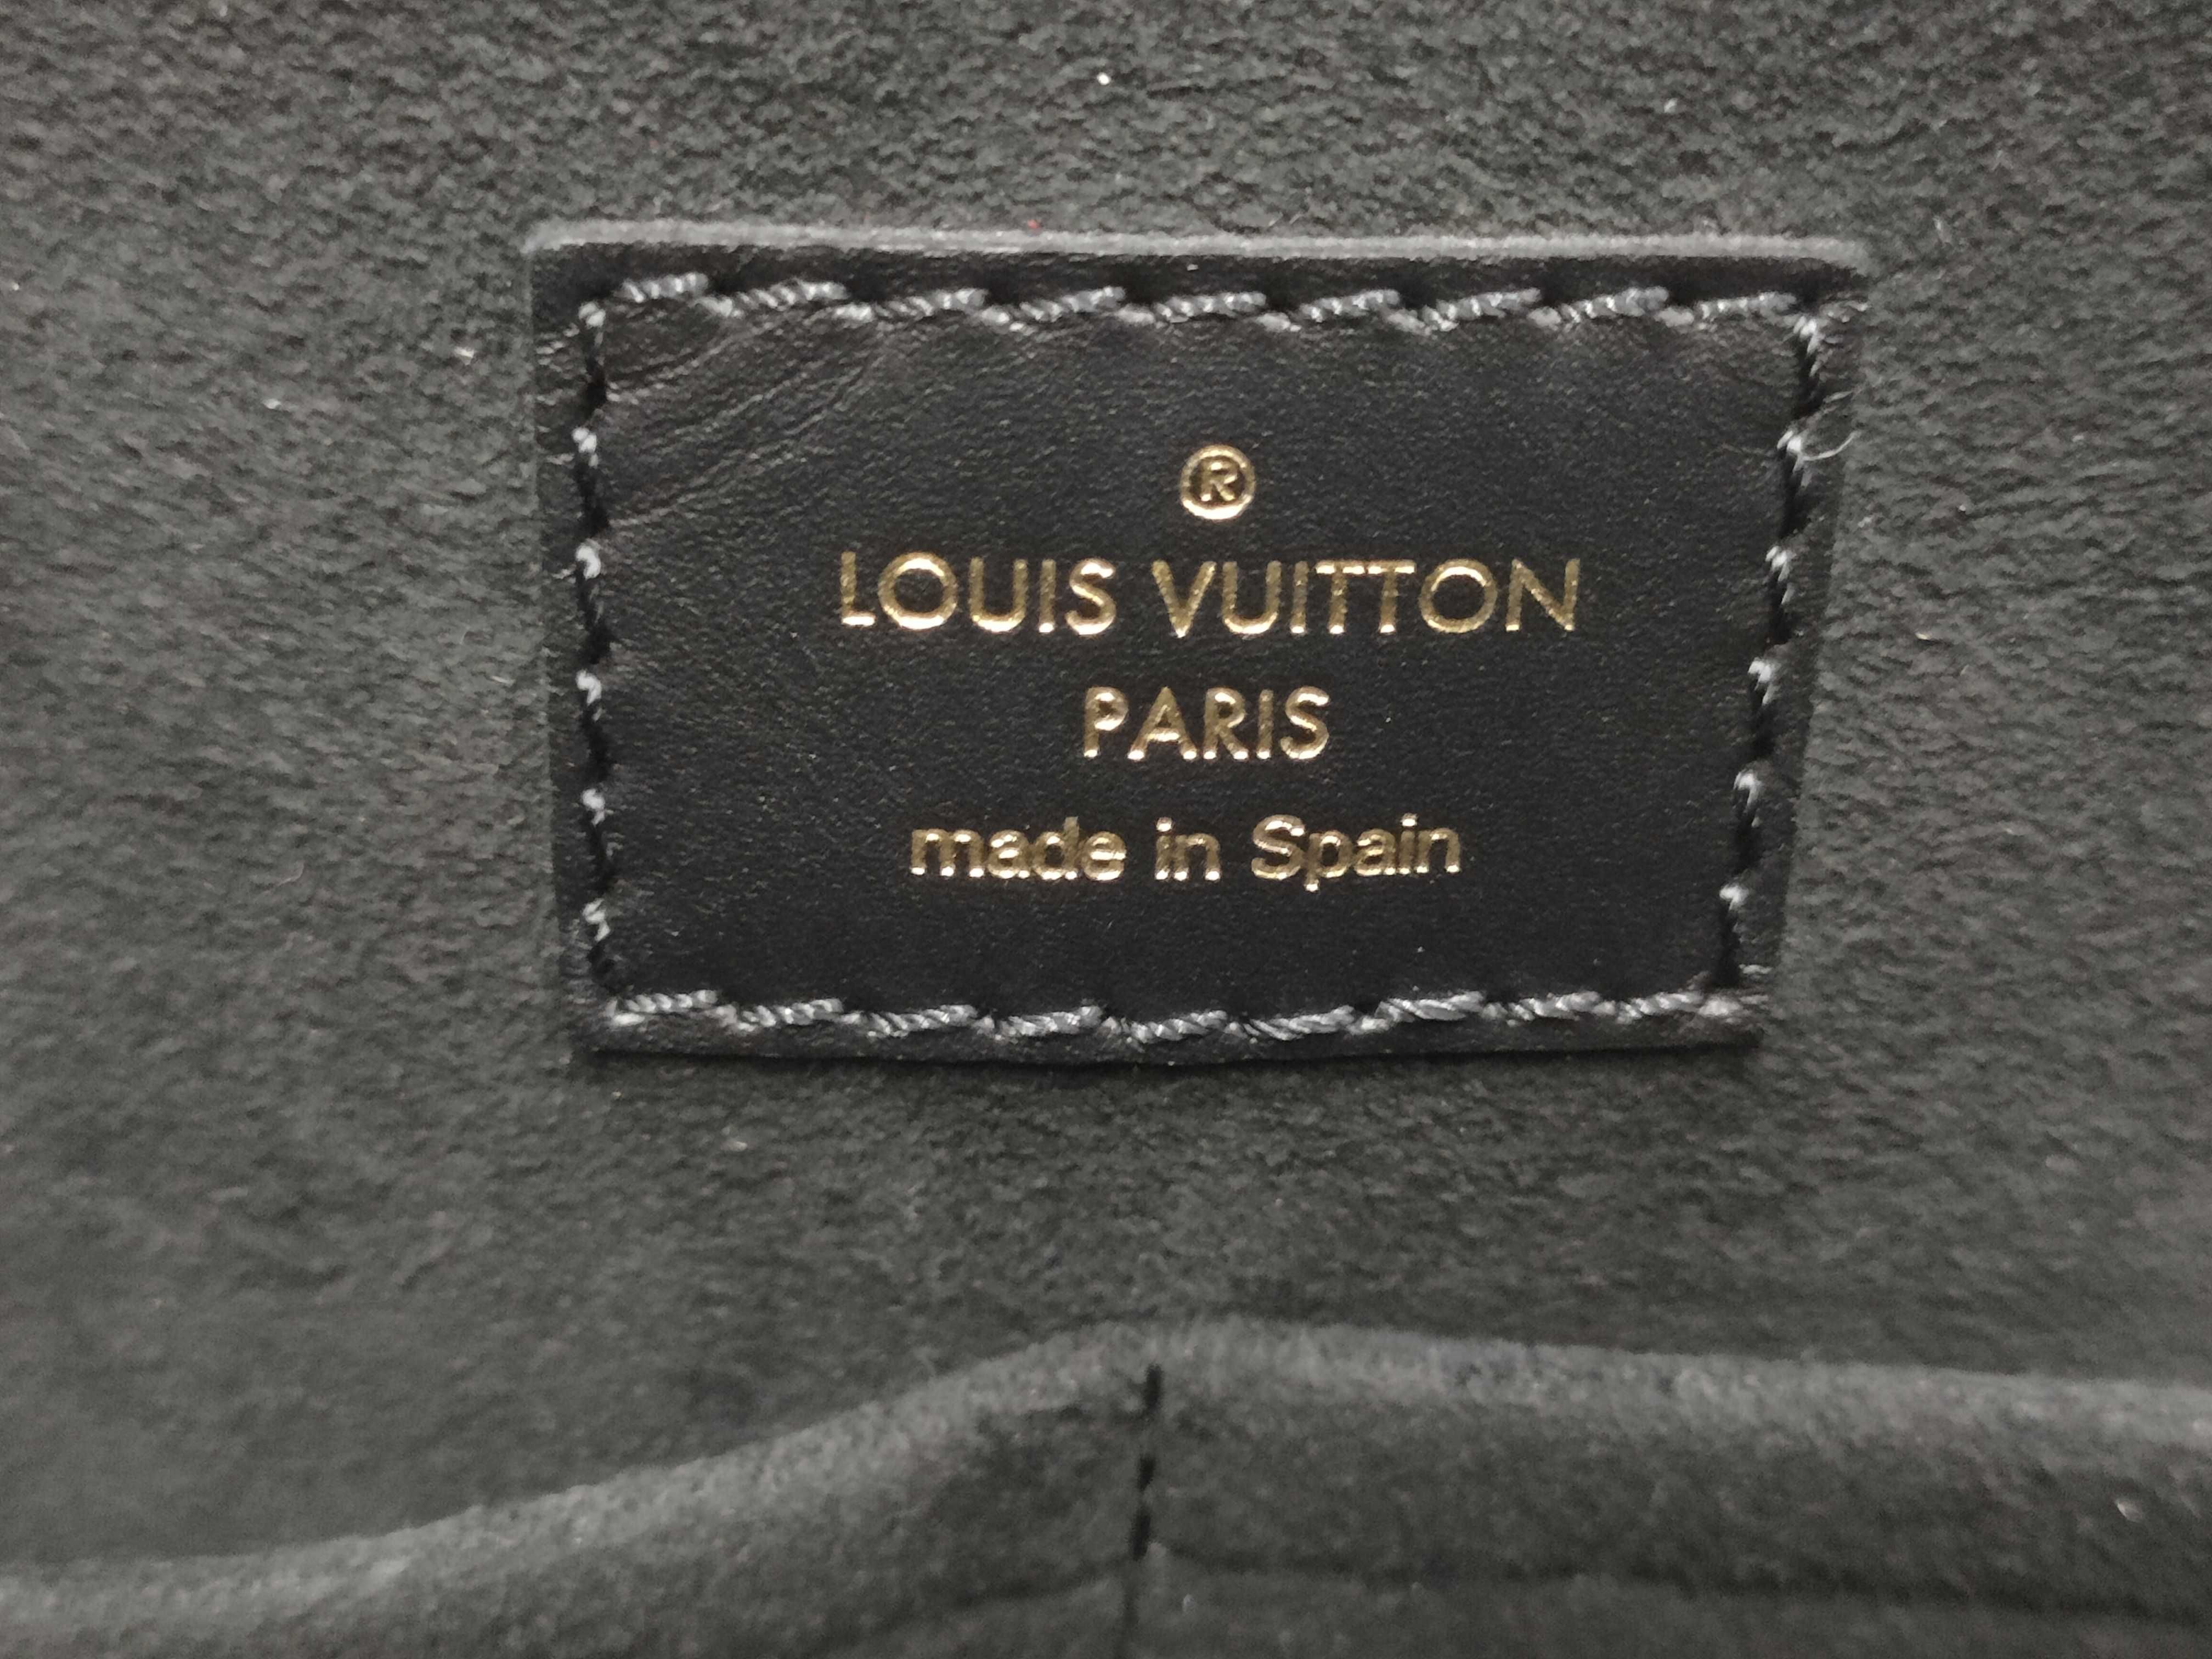 ®
LOUIS VUITTON
PARIS
made in Spain